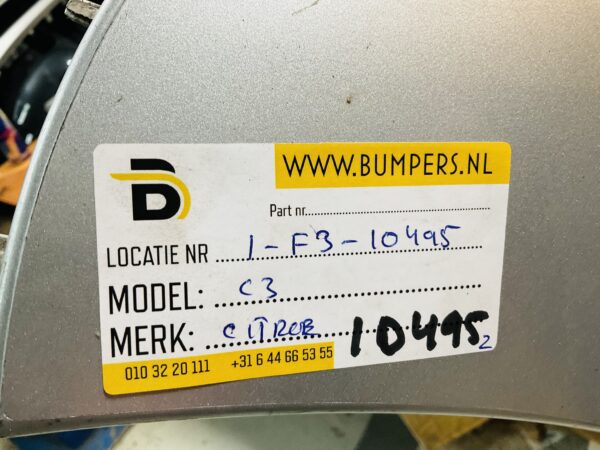 WWW.BUMPERS.NL
Part nr.
LOCATIE NR 1-F3-10495
MODEL: C3
MERK: CITROE
10495 2
010 32 20 111 +31 6 44 66 53 55